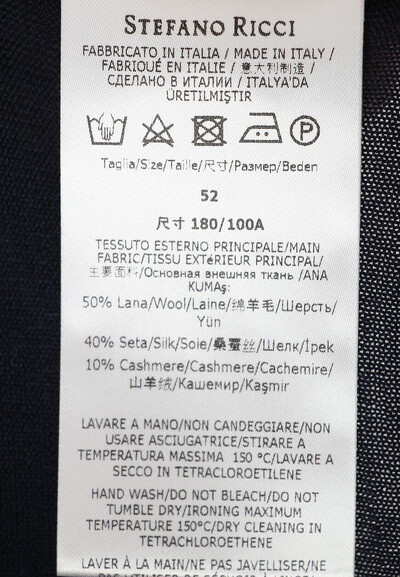 STEFANO RICCI
FABBRICATO IN ITALIA / MADE IN ITALY /
FABRIQUÉ EN ITALIE / 意大利制造 /
СДЕЛАНО В ИТАЛИИ / ITALYA'DA
ÜRETILMIŞTIR
P
Taglia/Size/Taille/尺寸/Размер/Beden
52
尺寸 180/100A
TESSUTO ESTERNO PRINCIPALE/MAIN
FABRIC/TISSU EXTéRIEUR PRINCIPAL/
主要面料/Основная внешняя ткань /ANA
KUMAş:
50% Lana/Wool/Laine/绵羊毛/Шерсть/
Yün
40% Seta/Silk/Soie/桑蚕丝/Шелк/İpek
10% Cashmere/Cashmere/Cachemire/
山羊绒/Кашемир/Kaşmir
LAVARE A MANO/NON CANDEGGIARE/NON
USARE ASCIUGATRICE/STIRARE A
TEMPERATURA MASSIMA 150 °C/LAVARE A
SECCO IN TETRACLOROETILENE
HAND WASH/DO NOT BLEACH/DO NOT
TUMBLE DRY/IRONING MAXIMUM
TEMPERATURE 150°C/DRY CLEANING IN
TETRACHLOROETHENE
LAVER À LA MAIN/NE PAS JAVELLISER/NE
PAS UTILISER DE SÉCHOIR À